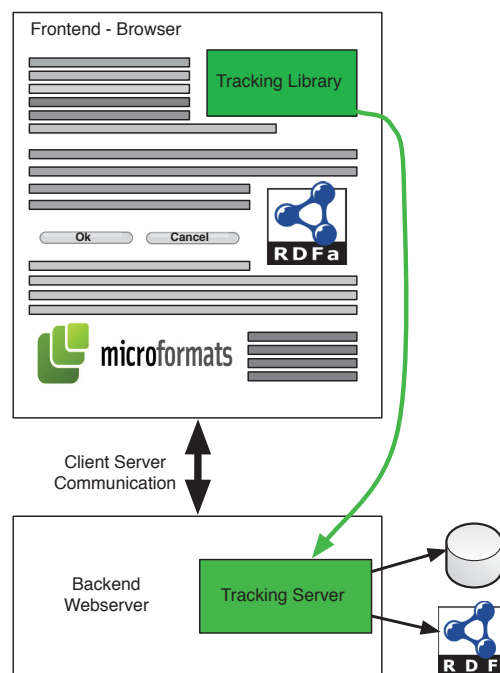 Frontend - Browser
Tracking Library
Ok
Cancel
RDFa
microformats
Client Server
Communication
Backend
Webserver
Tracking Server
RDF